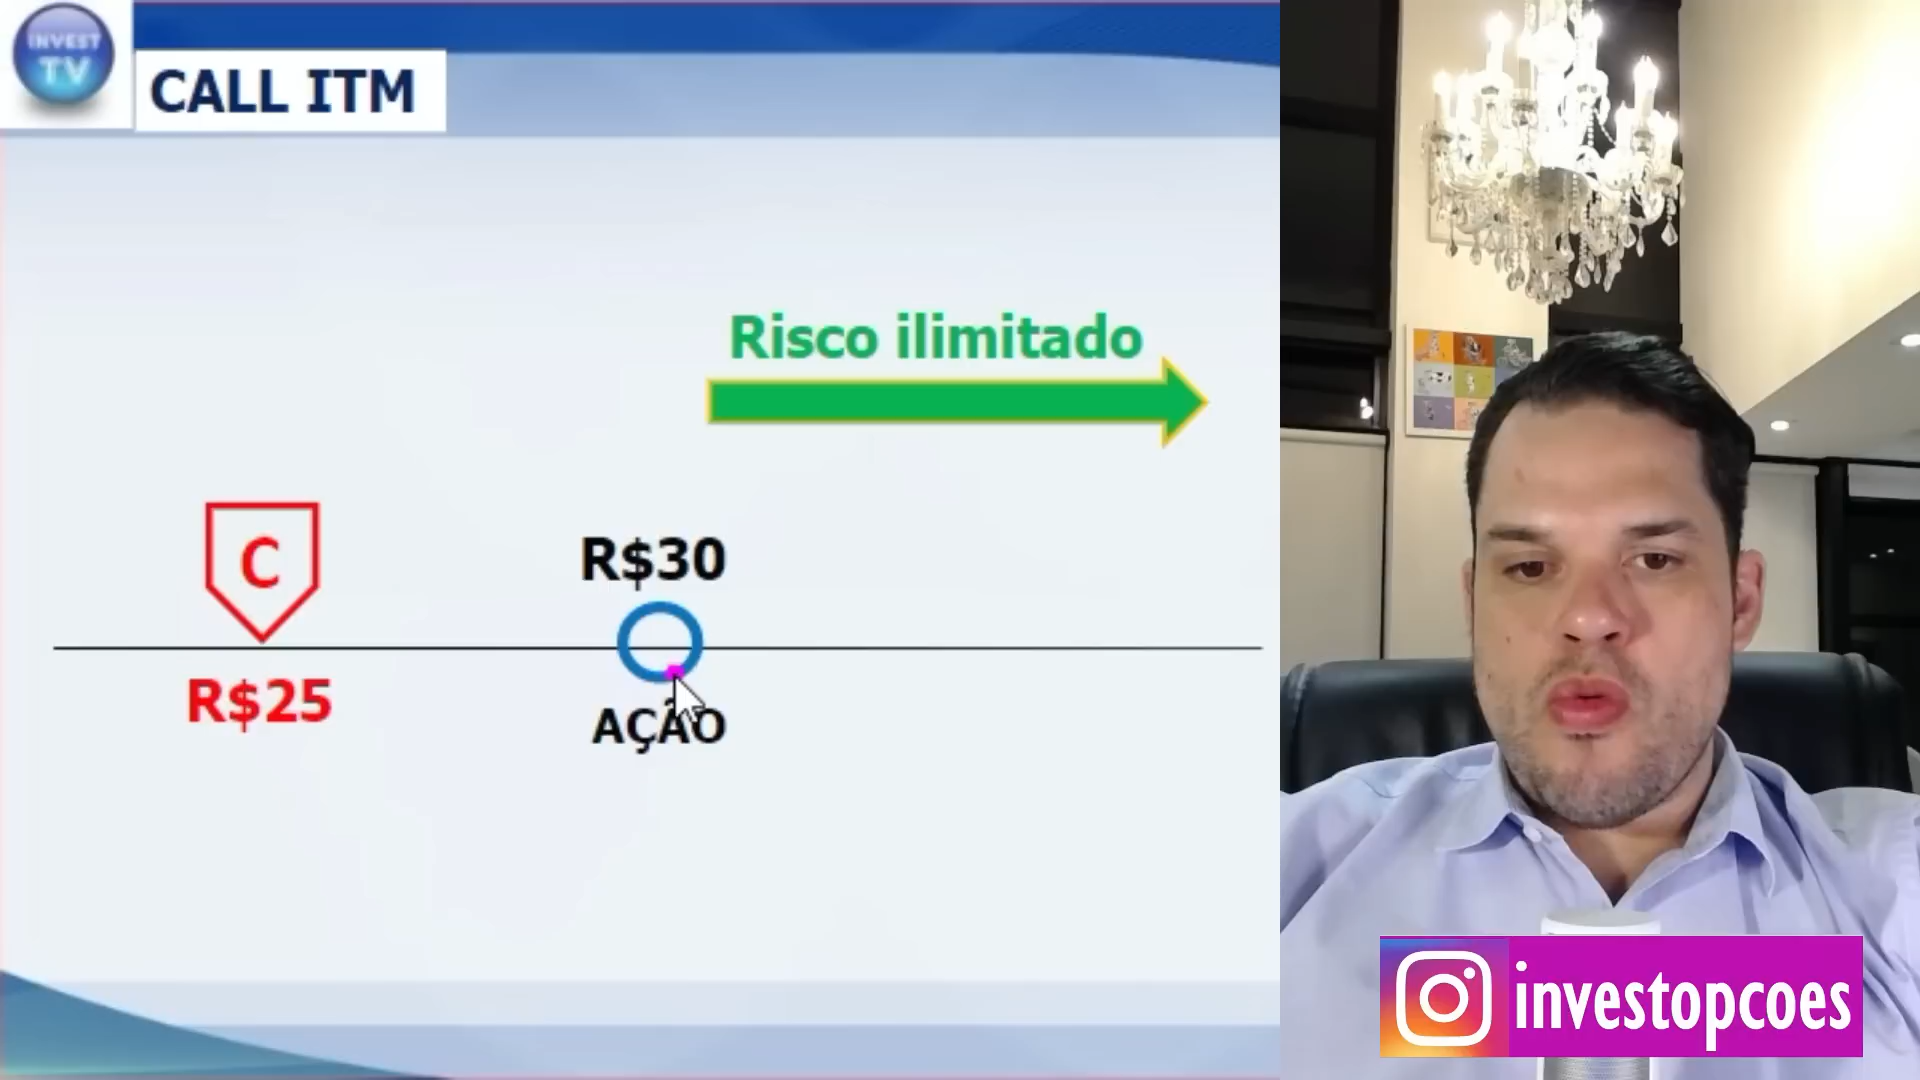 INVEST
TV
CALL ITM
Risco ilimitado
C
R$30
R$25
AÇÃO
investopcoes